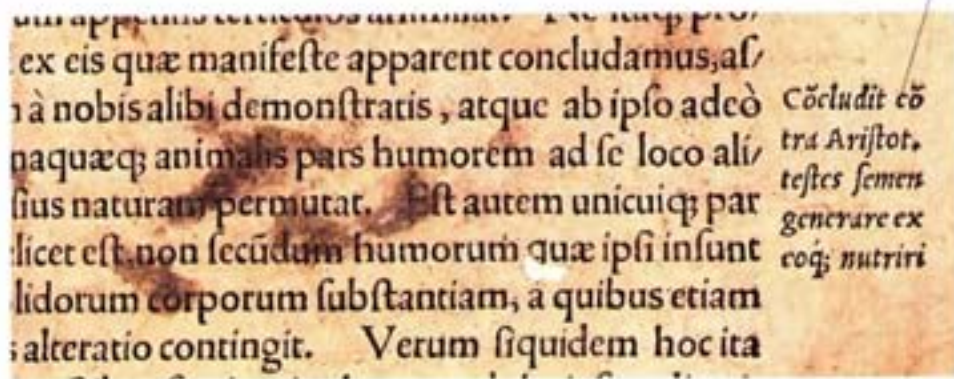 ex eis quæ manifeſte apparent concludamus, aſ/
à nobis alibi demonſtratis, atque ab ipſo adeò
naquæq; animalis pars humorem ad ſe loco ali/
ſius naturam permutat. Eſt autem unicuiq; par
licet eſt non ſecūdum humorum quæ ipſi inſunt
lidorum corporum ſubſtantiam, a quibus etiam
s alteratio contingit. Verum ſiquidem hoc ita
Cõcludit cõ
tra Ariſtot.
teſtes ſemen
generare ex
eoq; nutriri